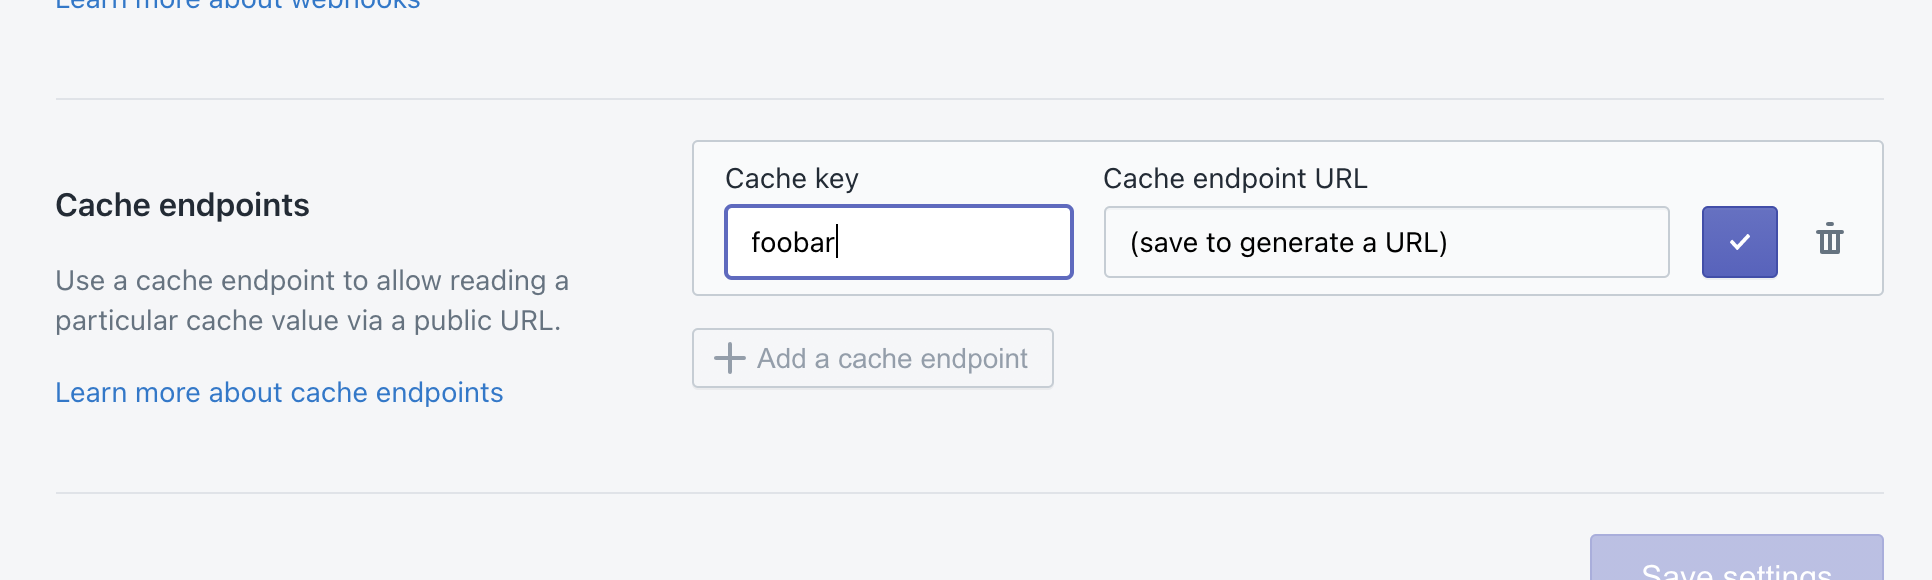 Learn more about webhooks
Cache endpoints
Use a cache endpoint to allow reading a
particular cache value via a public URL.
Learn more about cache endpoints
Cache key
Cache endpoint URL
foobar
(save to generate a URL)
Add a cache endpoint
Save settings